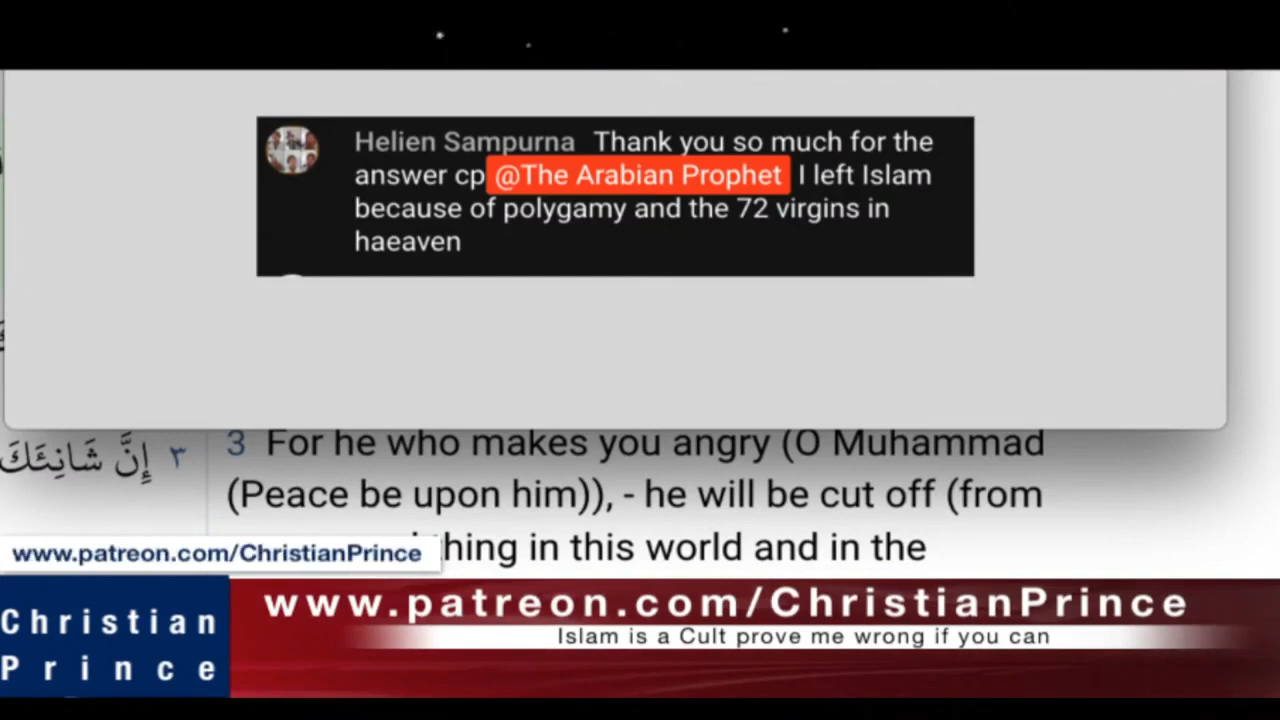 Helien Sampurna Thank you so much for the
answer cp @The Arabian Prophet I left Islam
because of polygamy and the 72 virgins in
haeaven
إِنَّ شَانِئَكَ ٣
3 For he who makes you angry (O Muhammad
(Peace be upon him)), - he will be cut off (from
thing in this world and in the
www.patreon.com/ChristianPrince
Christian
Prince
www.patreon.com/ChristianPrince
Islam is a Cult prove me wrong if you can